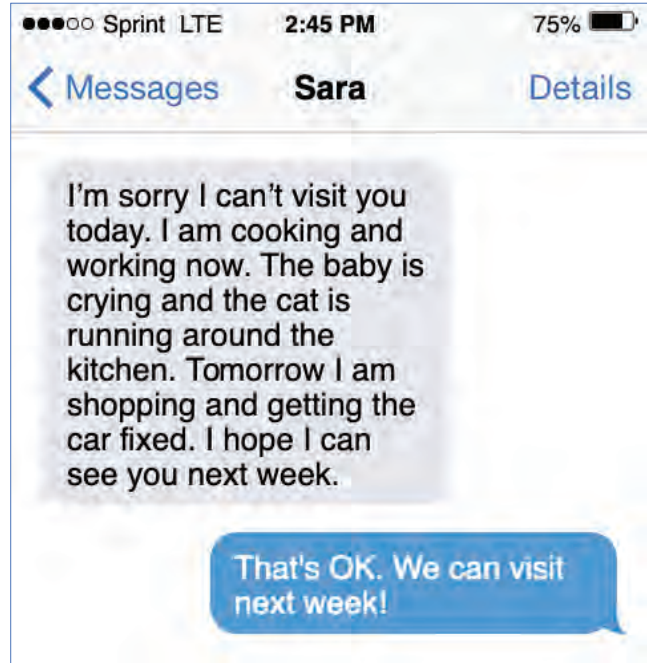 Sprint LTE 2:45 PM 75%
Messages Sara Details
I'm sorry I can't visit you
today. I am cooking and
working now. The baby is
crying and the cat is
running around the
kitchen. Tomorrow I am
shopping and getting the
car fixed. I hope I can
see you next week.
That's OK. We can visit
next week!